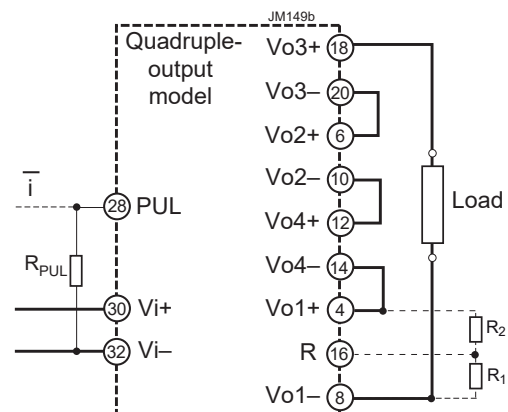 JM149b
Quadruple-
output
model
Vo3+ 18
Vo3– 20
Vo2+ 6
Vo2– 10
Vo4+ 12
Vo4– 14
Vo1+ 4
R 16
Vo1– 8
Load
R2
R1
i
28 PUL
RPUL
30 Vi+
32 Vi–